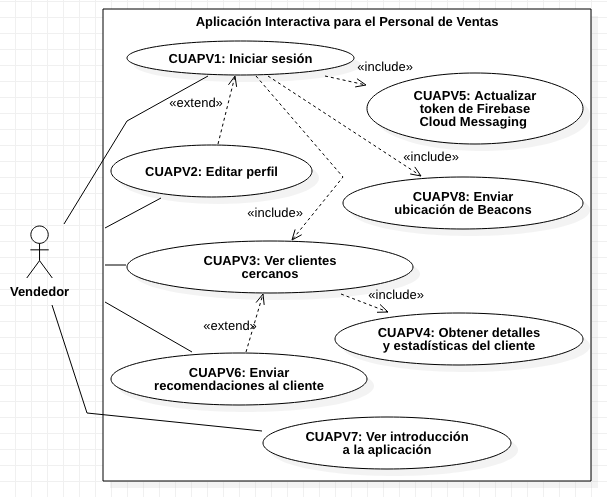 Aplicación Interactiva para el Personal de Ventas
CUAPV1: Iniciar sesión
«include»
CUAPV5: Actualizar
token de Firebase
Cloud Messaging
«extend»
«include»
CUAPV2: Editar perfil
CUAPV8: Enviar
ubicación de Beacons
«include»
Vendedor
CUAPV3: Ver clientes
cercanos
«include»
«extend»
CUAPV4: Obtener detalles
y estadísticas del cliente
CUAPV6: Enviar
recomendaciones al cliente
CUAPV7: Ver introducción
a la aplicación